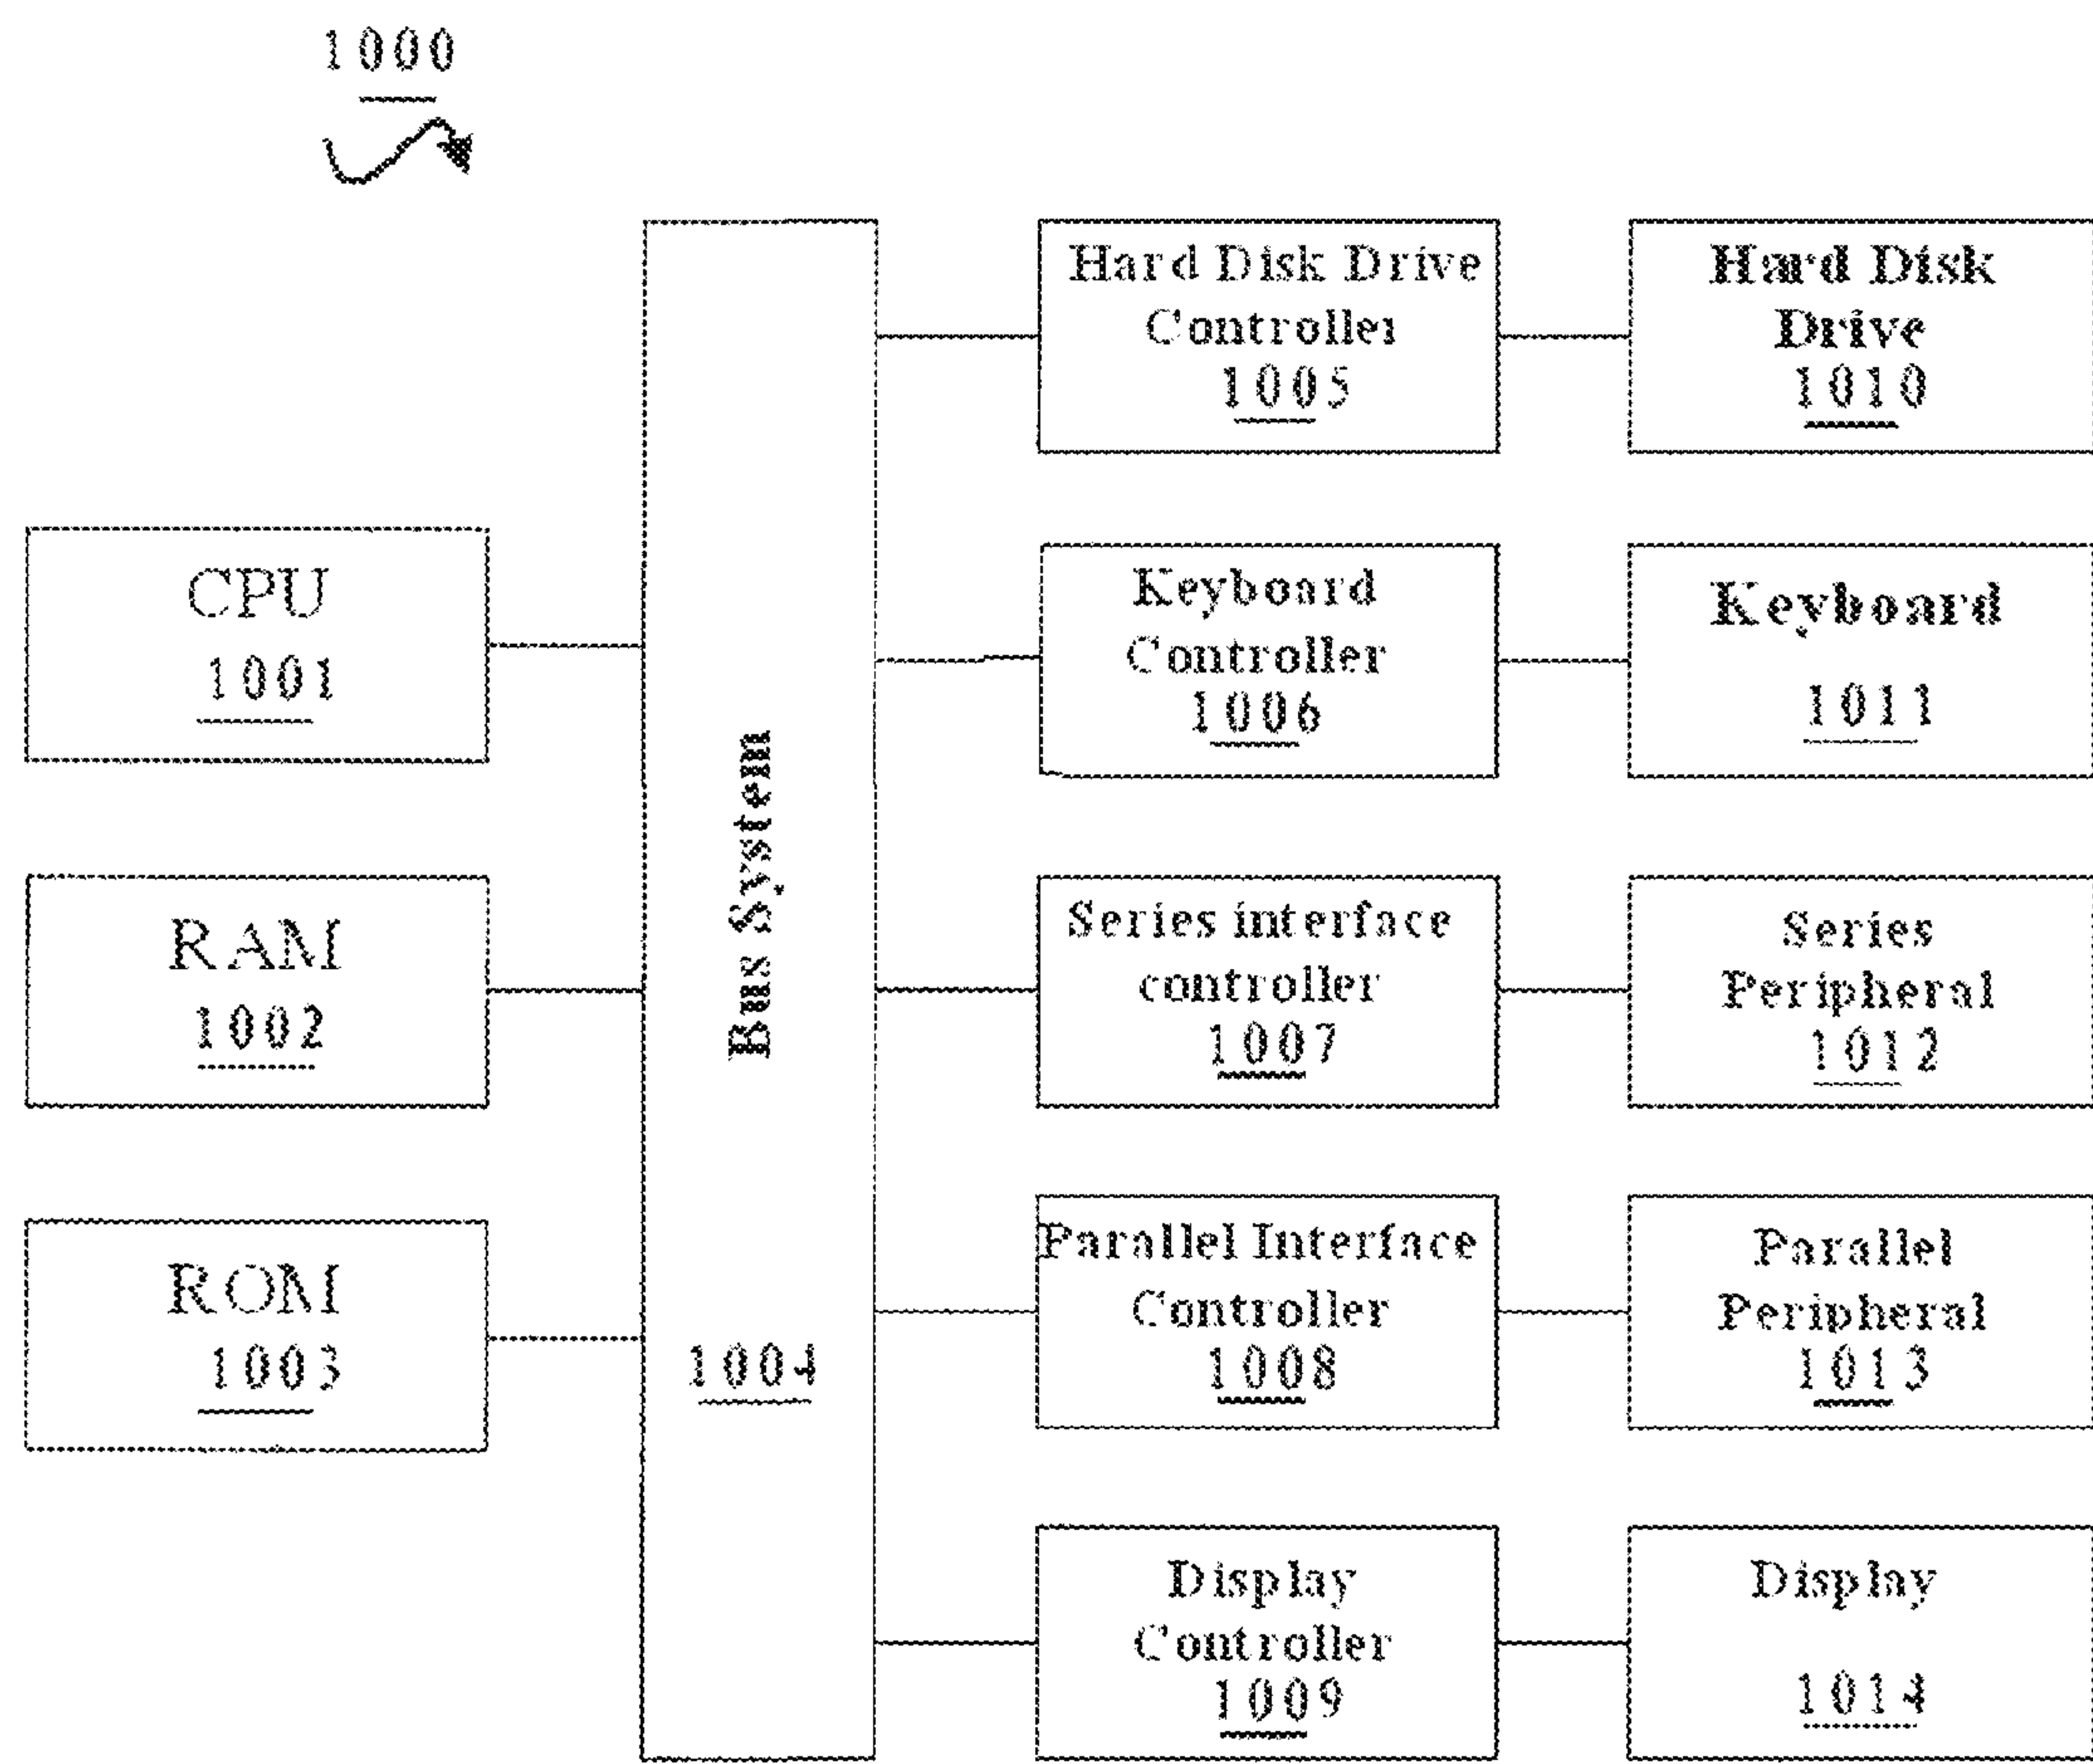 1000
CPU
1001
RAM
1002
ROM
1003
Bus System
1004
Hard Disk Drive
Controller
1005
Hard Disk
Drive
1010
Keyboard
Controller
1006
Keyboard
1011
Series interface
controller
1007
Series
Peripheral
1012
Parallel Interface
Controller
1008
Parallel
Peripheral
1013
Display
Controller
1009
Display
1014